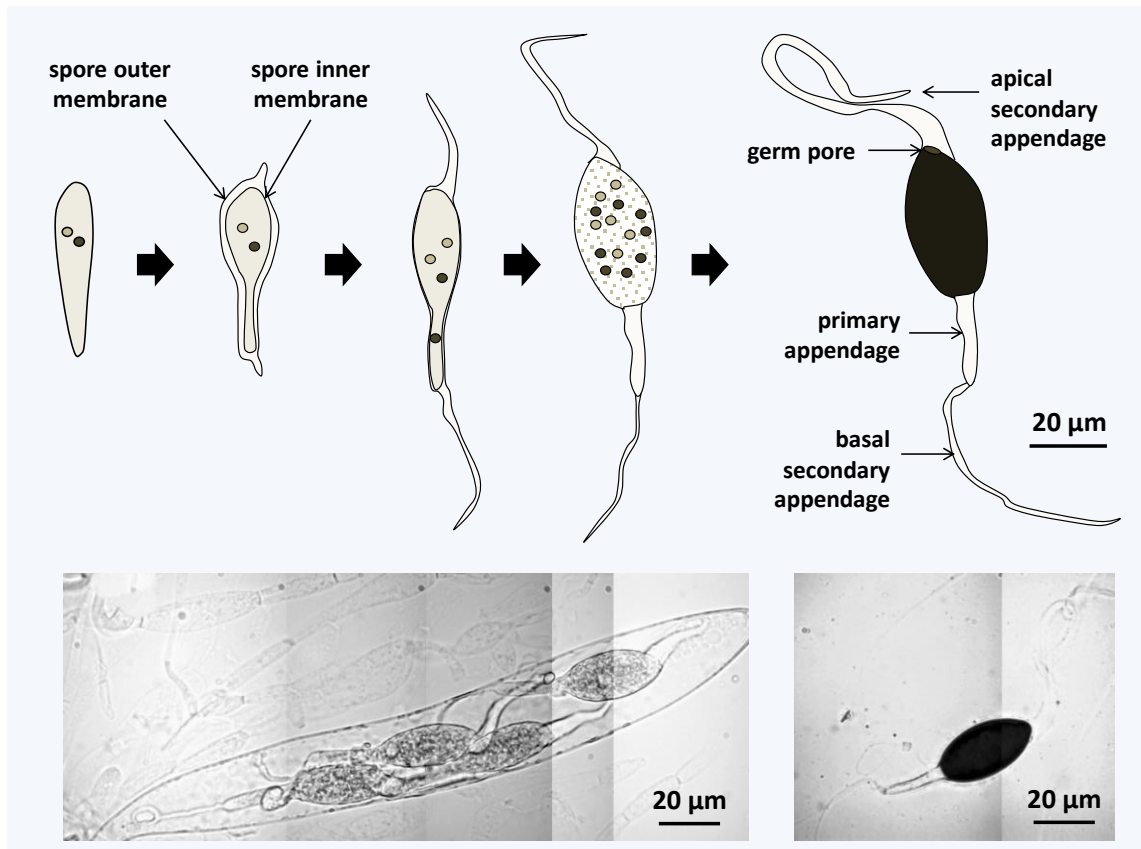 spore outer
membrane
spore inner
membrane
apical
secondary
appendage
germ pore
primary
appendage
20 µm
basal
secondary
appendage
20 µm
20 µm